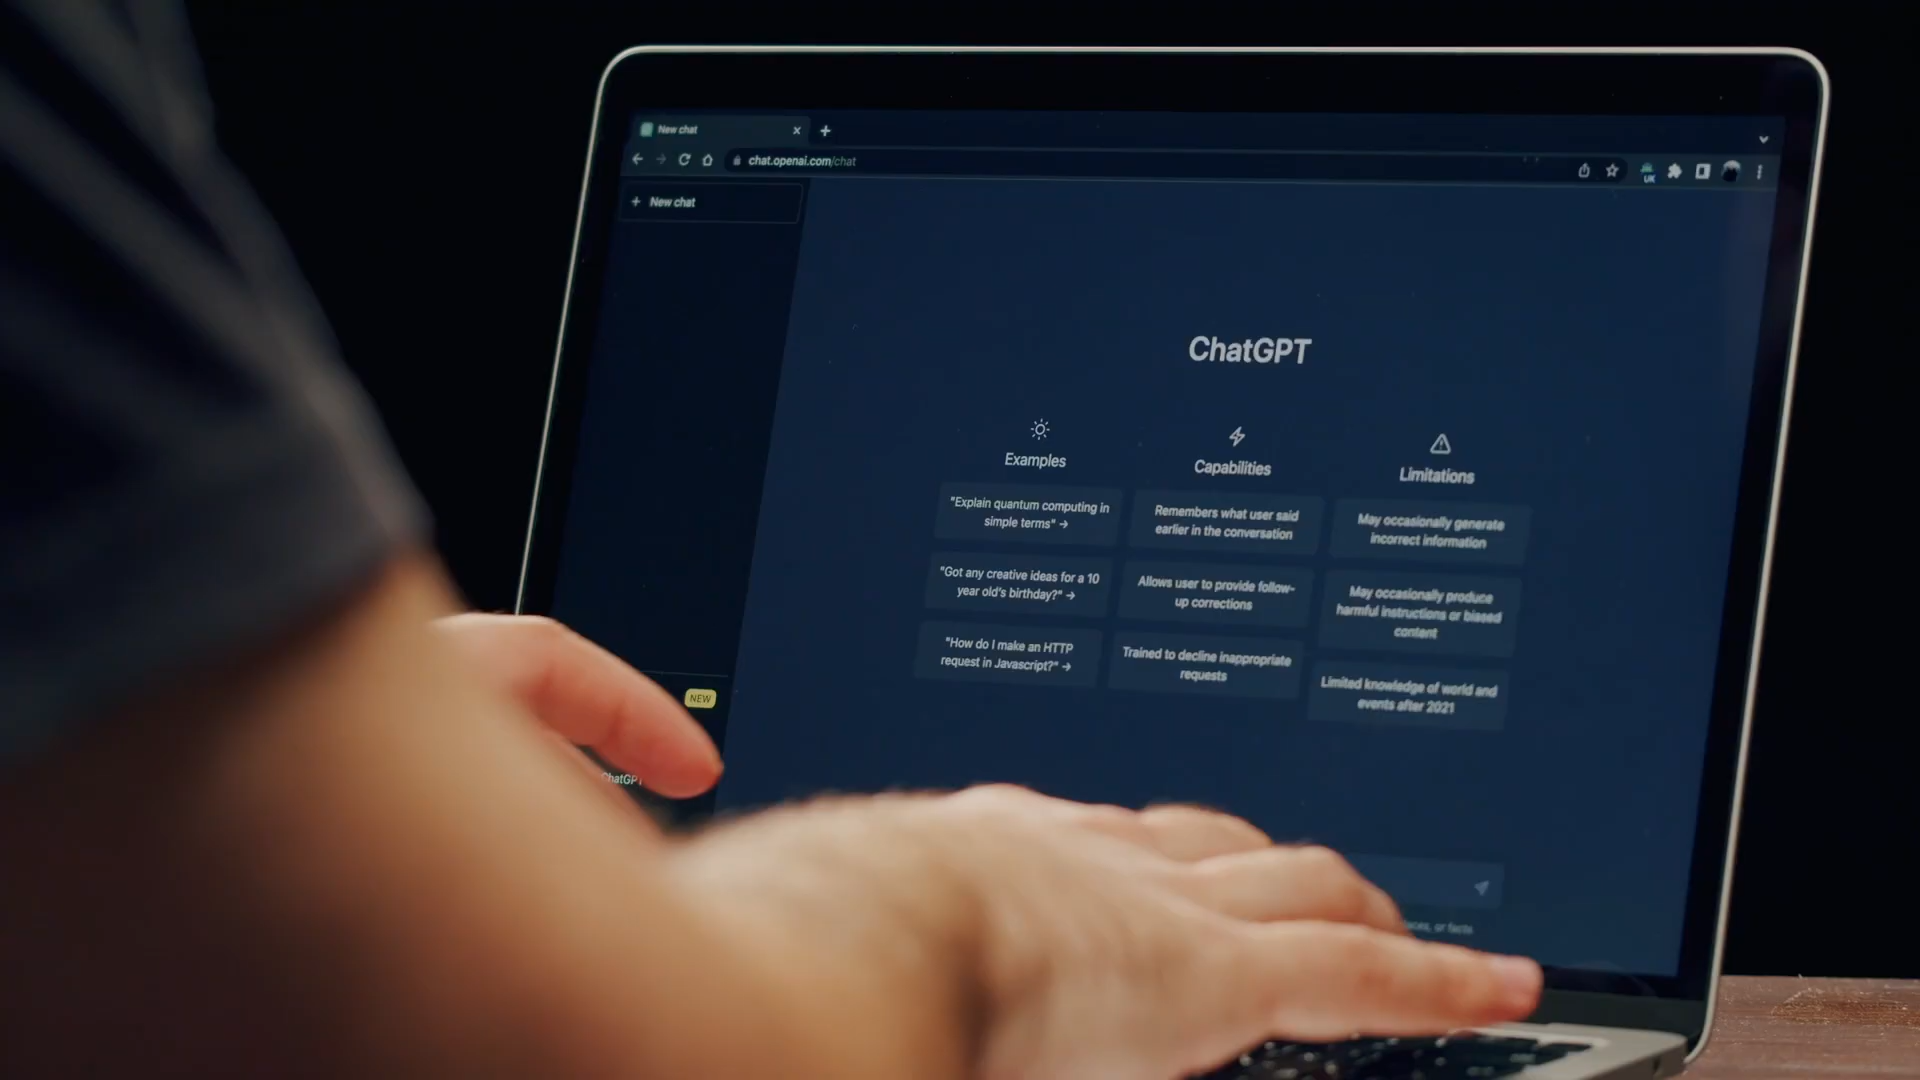 New chat
chat.openai.com/chat
UK
+ New chat
ChatGPT
Examples
"Explain quantum computing in
simple terms" →
"Got any creative ideas for a 10
year old's birthday?" →
"How do I make an HTTP
request in Javascript?" →
Capabilities
Remembers what user said
earlier in the conversation
Allows user to provide follow-
up corrections
Trained to decline inappropriate
requests
Limitations
May occasionally generate
incorrect information
May occasionally produce
harmful instructions or biased
content
Limited knowledge of world and
events after 2021
NEW
ChatGPT
or facts